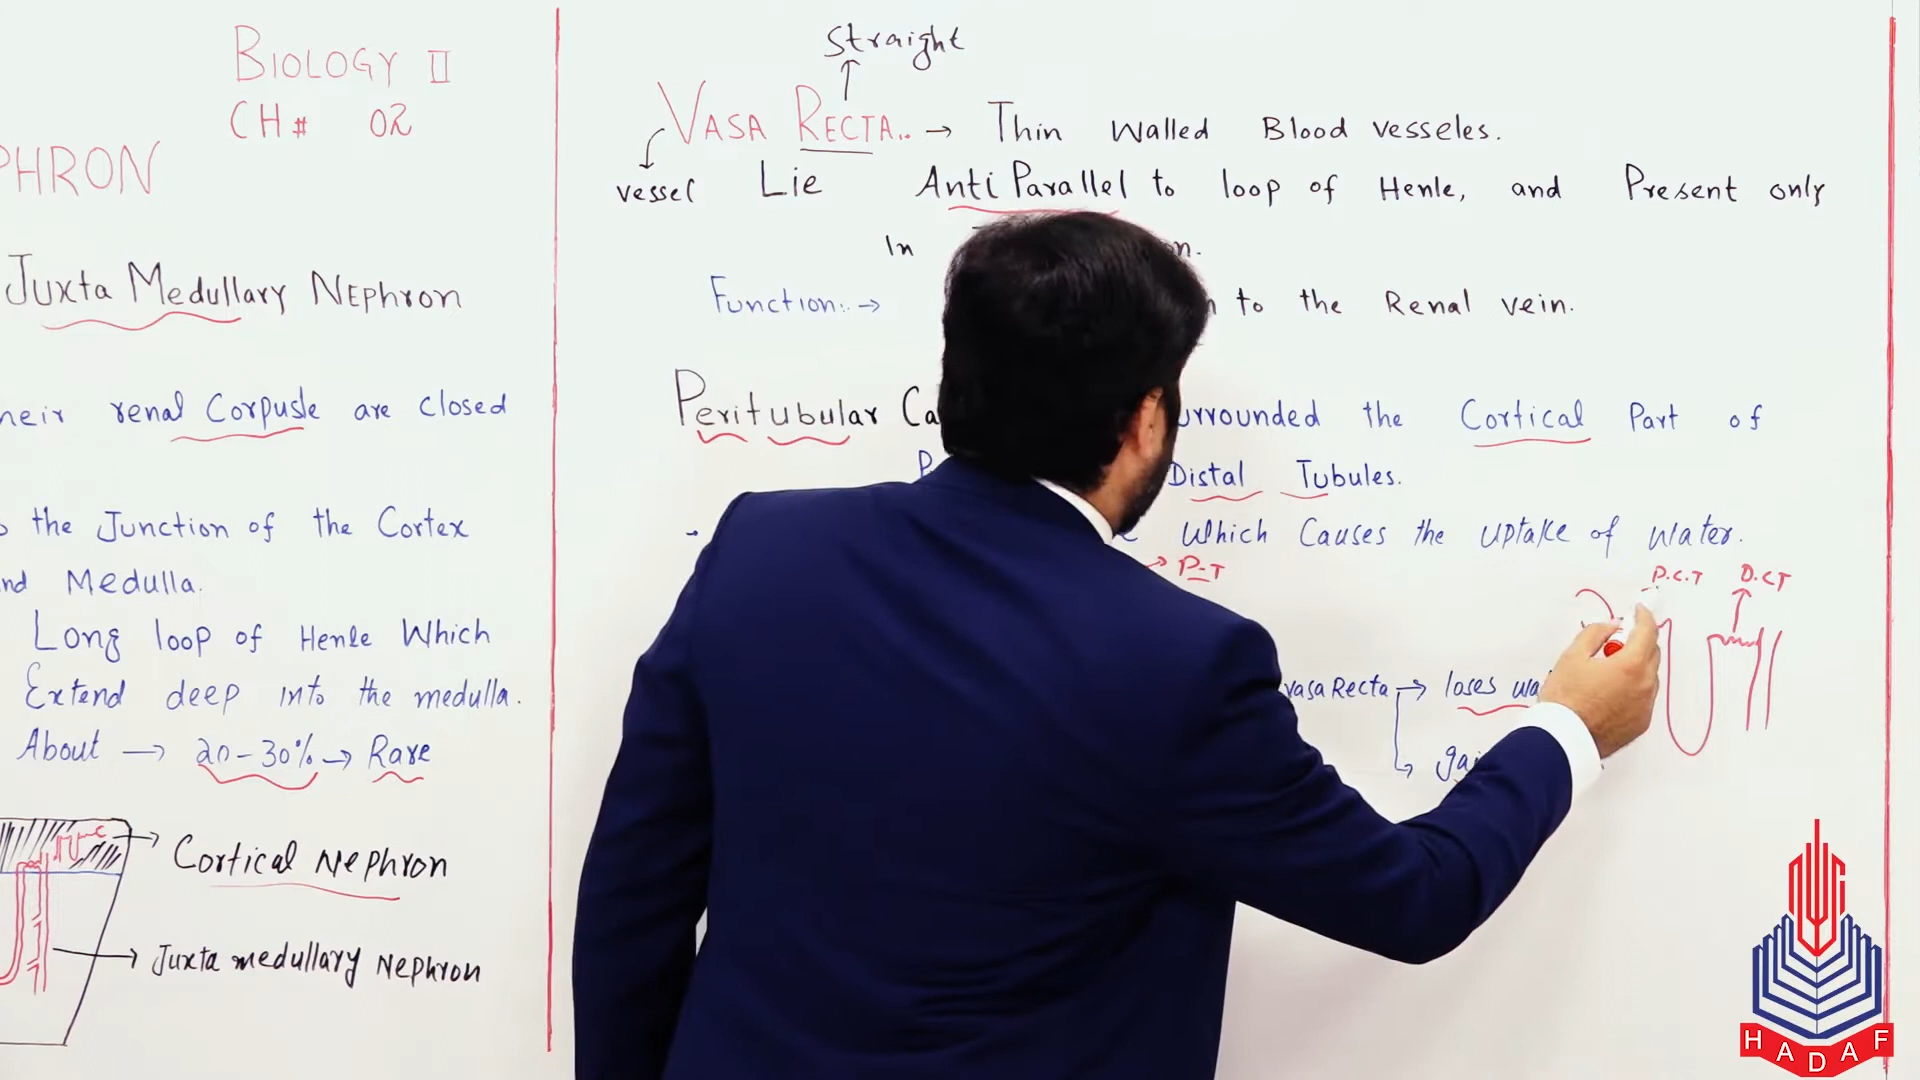 BIOLOGY II
CH# 02
PHRON
Juxta Medullary NEphron
heir renal Corpusle are closed
o the Junction of the Cortex
nd Medulla.
Long loop of Henle Which
Extend deep into the medulla.
About → 20-30% → Rare
Cortical Nephron
Juxta medullary Nephron
Straight
VASA RECTA.. → Thin Walled Blood vesseles.
vessel Lie Anti Parallel to loop of Henle, and Present only
In
Function:. → to the Renal vein.
Peritubular Ca urrounded the Cortical Part of
Distal Tubules.
Which Causes the uptake of water.
→ P-T
P.C.T D.CT
vasa Recta → loses wa
gai
HADAF